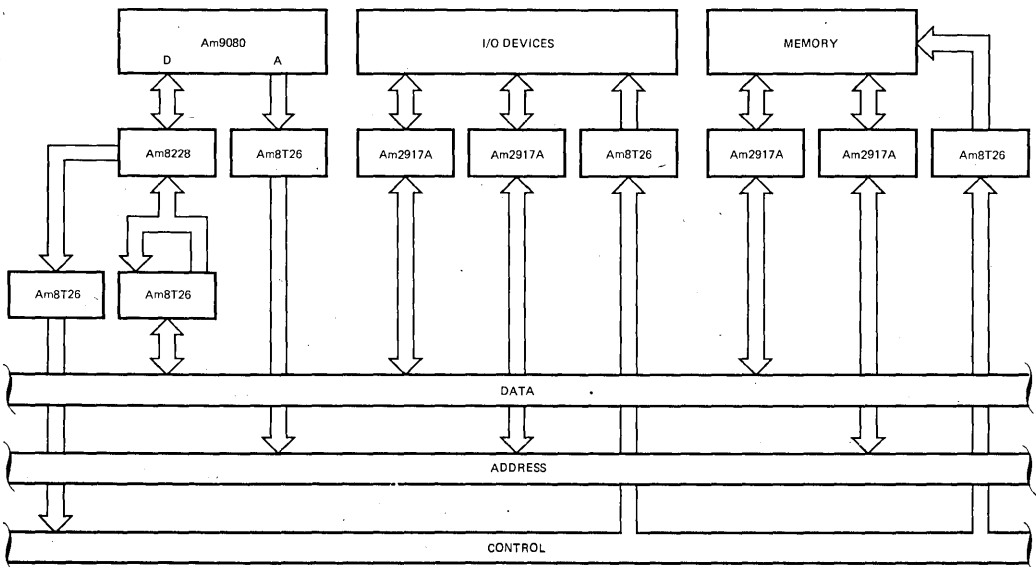 Am9080
D A
I/O DEVICES
MEMORY
Am8228
Am8T26
Am2917A
Am2917A
Am8T26
Am2917A
Am2917A
Am8T26
Am8T26
Am8T26
DATA
ADDRESS
CONTROL